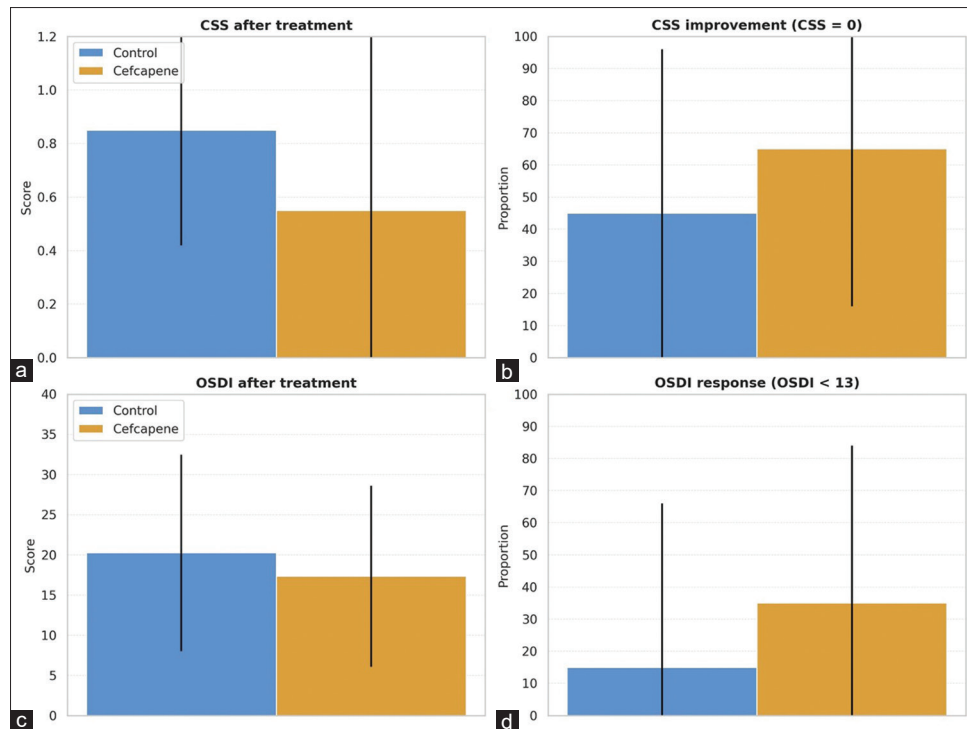 CSS after treatment
1.2
1.0
0.8
0.6
0.4
0.2
0.0
Score
Control
Cefcapene
a
CSS improvement (CSS = 0)
100
90
80
70
60
50
40
30
20
10
0
Proportion
b
OSDI after treatment
40
35
30
25
20
15
10
5
0
Score
Control
Cefcapene
c
OSDI response (OSDI < 13)
100
90
80
70
60
50
40
30
20
10
0
Proportion
d